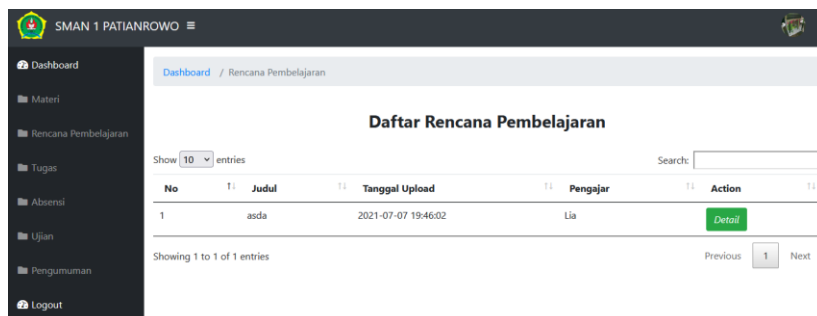 SMAN 1 PATIANROWO
Dashboard
Materi
Rencana Pembelajaran
Tugas
Absensi
Ujian
Pengumuman
Logout
Dashboard / Rencana Pembelajaran
Daftar Rencana Pembelajaran
Show 10 entries
Search:
No Judul Tanggal Upload Pengajar Action
1 asda 2021-07-07 19:46:02 Lia Detail
Showing 1 to 1 of 1 entries
Previous 1 Next